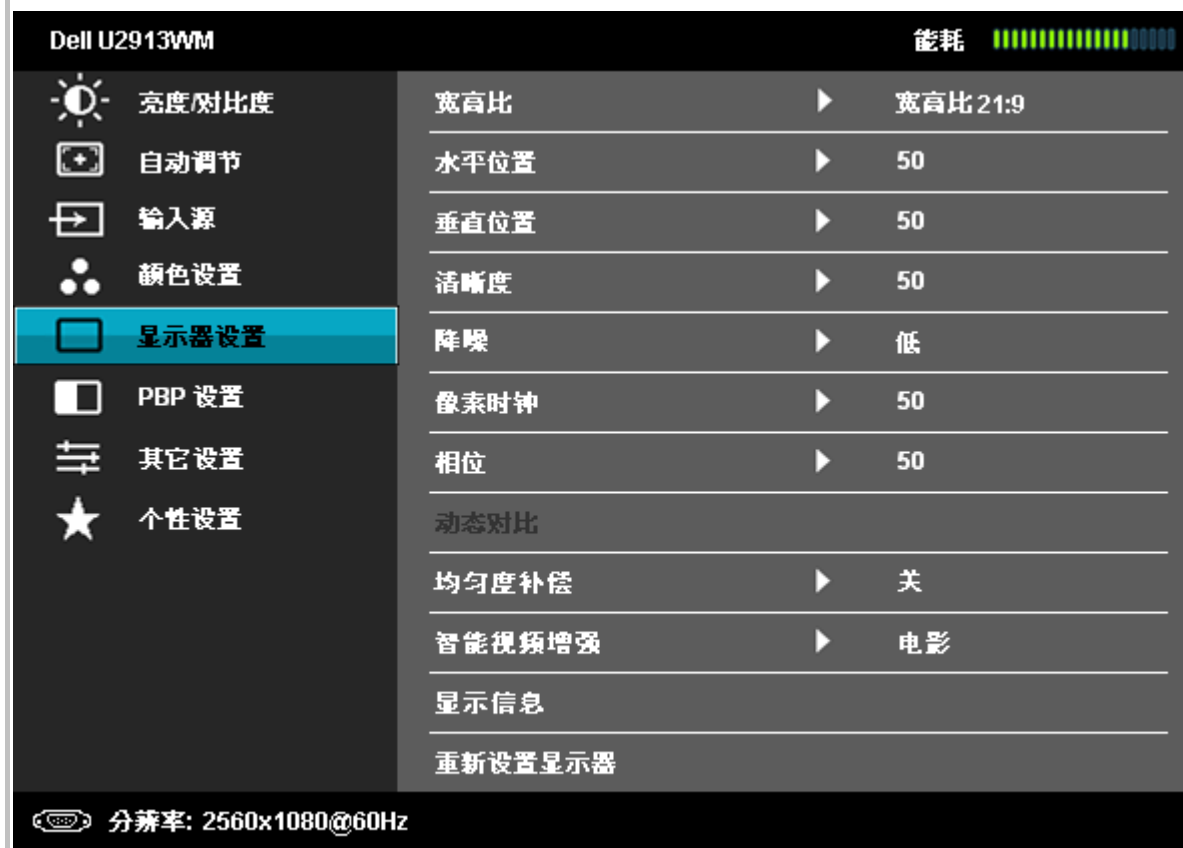 Dell U2913WM 能耗
亮度/对比度
自动调节
输入源
颜色设置
显示器设置
PBP 设置
其它设置
个性设置
宽高比 宽高比 21:9
水平位置 50
垂直位置 50
清晰度 50
降噪 低
像素时钟 50
相位 50
动态对比
均匀度补偿 关
智能视频增强 电影
显示信息
重新设置显示器
分辨率: 2560x1080@60Hz